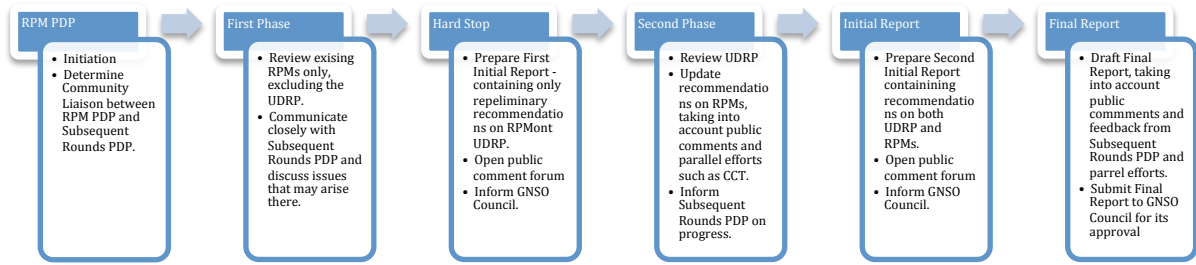 RPM PDP
• Initiation
• Determine
Community
Liaison between
RPM PDP and
Subsequent
Rounds PDP.
First Phase
• Review exising
RPMs only,
excluding the
UDRP.
• Communicate
closely with
Subsequent
Rounds PDP and
discuss issues
that may arise
there.
Hard Stop
• Prepare First
Initial Report -
containing only
repeliminary
recommendatio
ns on RPMont
UDRP.
• Open public
comment forum
• Inform GNSO
Council.
Second Phase
• Review UDRP
• Update
recommendatio
ns on RPMs,
taking into
account public
comments and
parallel efforts
such as CCT.
• Inform
Subsequent
Rounds PDP on
progress.
Initial Report
• Prepare Second
Initial Report
containining
recommendatio
ns on both
UDRP and
RPMs.
• Open public
comment forum
• Inform GNSO
Council.
Final Report
• Draft Final
Report, taking
into account
public
commments and
feedback from
Subsequent
Rounds PDP and
parrel efforts.
• Submit Final
Report to GNSO
Council for its
approval